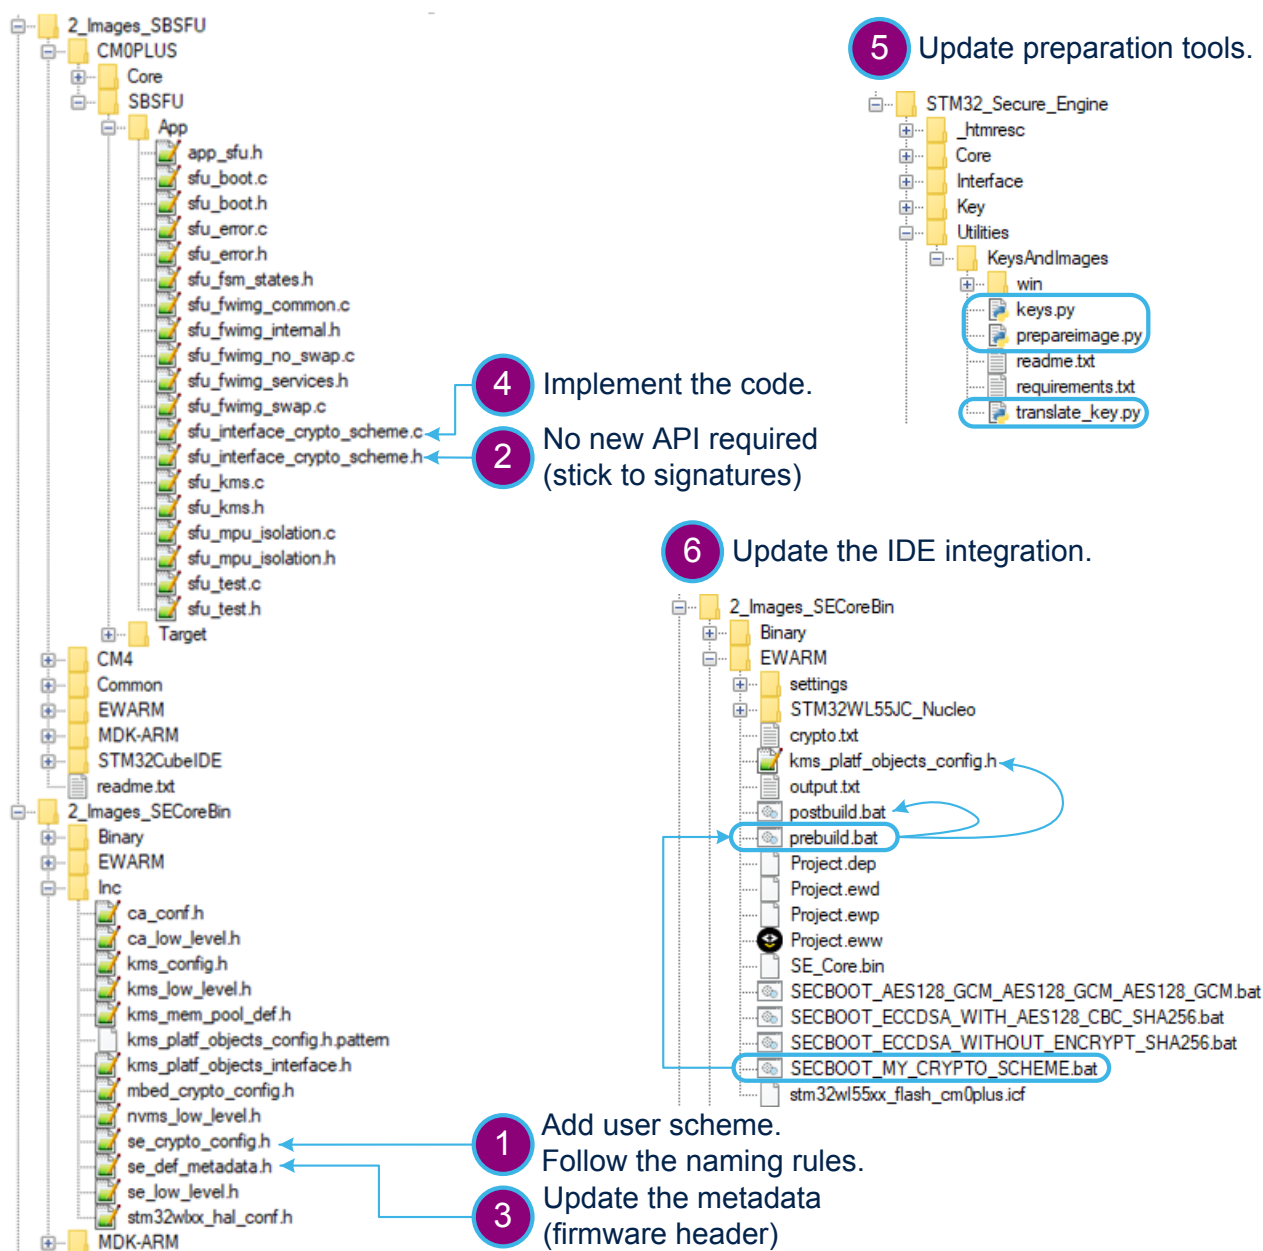 2_Images_SBSFU
CM0PLUS
Core
SBSFU
App
app_sfu.h
sfu_boot.c
sfu_boot.h
sfu_error.c
sfu_error.h
sfu_fsm_states.h
sfu_fwimg_common.c
sfu_fwimg_internal.h
sfu_fwimg_no_swap.c
sfu_fwimg_services.h
sfu_fwimg_swap.c
sfu_interface_crypto_scheme.c
sfu_interface_crypto_scheme.h
sfu_kms.c
sfu_kms.h
sfu_mpu_isolation.c
sfu_mpu_isolation.h
sfu_test.c
sfu_test.h
Target
CM4
Common
EWARM
MDK-ARM
STM32CubeIDE
readme.txt
2_Images_SECoreBin
Binary
EWARM
Inc
ca_conf.h
ca_low_level.h
kms_config.h
kms_low_level.h
kms_mem_pool_def.h
kms_platf_objects_config.h.pattern
kms_platf_objects_interface.h
mbed_crypto_config.h
nvms_low_level.h
se_crypto_config.h
se_def_metadata.h
se_low_level.h
stm32wlxx_hal_conf.h
MDK-ARM
4 Implement the code.
2 No new API required
(stick to signatures)
1 Add user scheme.
Follow the naming rules.
3 Update the metadata
(firmware header)
5 Update preparation tools.
STM32_Secure_Engine
_htmresc
Core
Interface
Key
Utilities
KeysAndImages
win
keys.py
prepareimage.py
readme.txt
requirements.txt
translate_key.py
6 Update the IDE integration.
2_Images_SECoreBin
Binary
EWARM
settings
STM32WL55JC_Nucleo
crypto.txt
kms_platf_objects_config.h
output.txt
postbuild.bat
prebuild.bat
Project.dep
Project.ewd
Project.ewp
Project.eww
SE_Core.bin
SECBOOT_AES128_GCM_AES128_GCM_AES128_GCM.bat
SECBOOT_ECCDSA_WITH_AES128_CBC_SHA256.bat
SECBOOT_ECCDSA_WITHOUT_ENCRYPT_SHA256.bat
SECBOOT_MY_CRYPTO_SCHEME.bat
stm32wl55xx_flash_cm0plus.icf